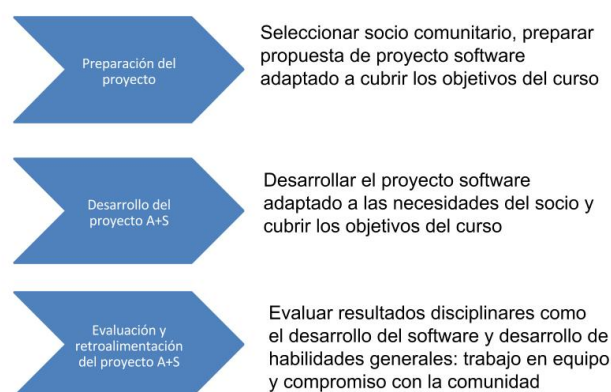 Preparación del
proyecto
Seleccionar socio comunitario, preparar
propuesta de proyecto software
adaptado a cubrir los objetivos del curso
Desarrollo del
proyecto A+S
Desarrollar el proyecto software
adaptado a las necesidades del socio y
cubrir los objetivos del curso
Evaluación y
retroalimentación
del proyecto A+S
Evaluar resultados disciplinares como
el desarrollo del software y desarrollo de
habilidades generales: trabajo en equipo
y compromiso con la comunidad